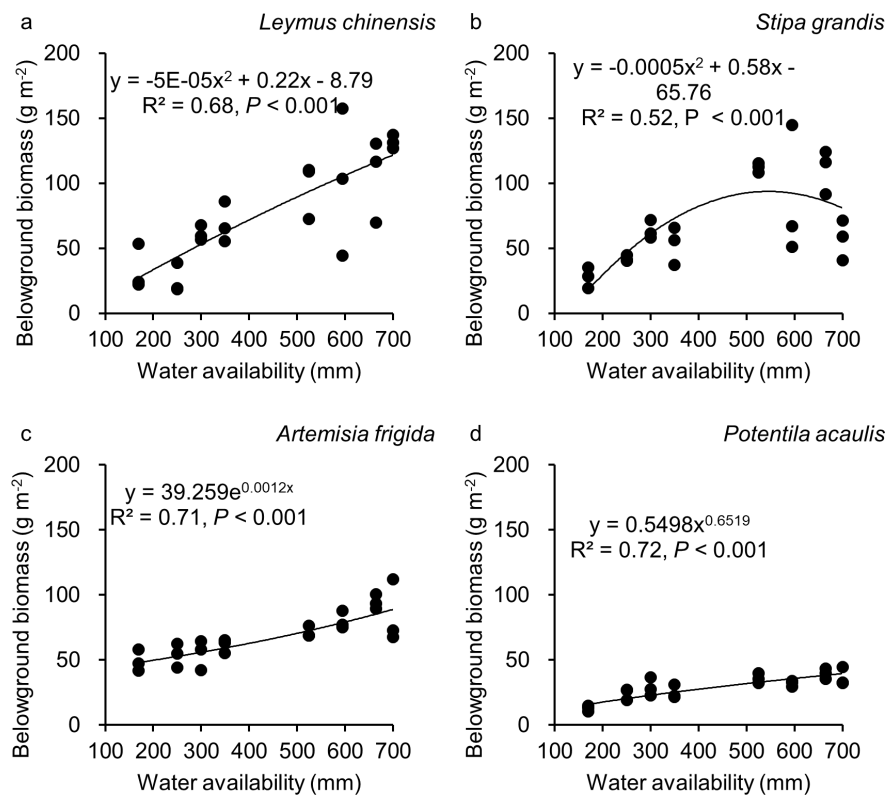 a Leymus chinensis
Belowground biomass (g m⁻²)
200
150
100
50
0
y = -5E-05x² + 0.22x - 8.79
R² = 0.68, P < 0.001
100 200 300 400 500 600 700
Water availability (mm)
b Stipa grandis
Belowground biomass (g m⁻²)
200
150
100
50
0
y = -0.0005x² + 0.58x -
65.76
R² = 0.52, P < 0.001
100 200 300 400 500 600 700
Water availability (mm)
c Artemisia frigida
Belowground biomass (g m⁻²)
200
150
100
50
0
y = 39.259e⁰·⁰⁰¹²ˣ
R² = 0.71, P < 0.001
100 200 300 400 500 600 700
Water availability (mm)
d Potentila acaulis
Belowground biomass (g m⁻²)
200
150
100
50
0
y = 0.5498x⁰·⁶⁵¹⁹
R² = 0.72, P < 0.001
100 200 300 400 500 600 700
Water availability (mm)